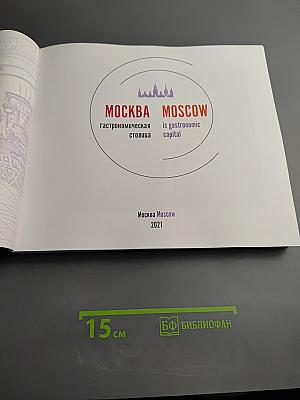 МОСКВА MOSCOW
гастрономическая is gastronomic
столица capital
Москва Moscow
2021
15 см БФ БИБЛИОФАН